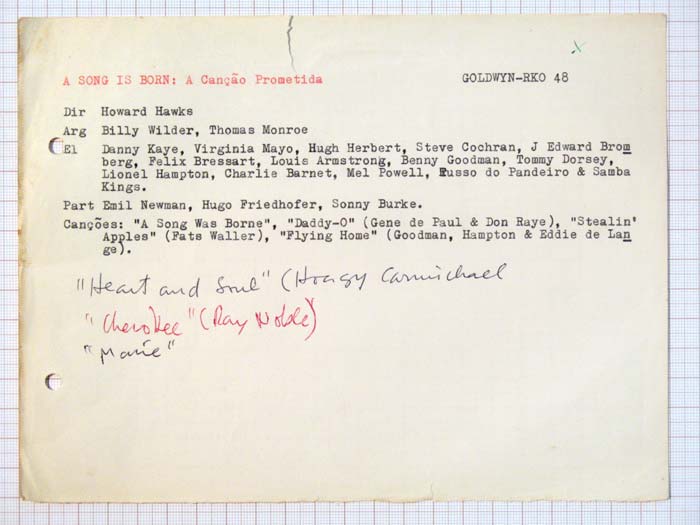 A SONG IS BORN: A Canção Prometida GOLDWYN-RKO 48
Dir Howard Hawks
Arg Billy Wilder, Thomas Monroe
El Danny Kaye, Virginia Mayo, Hugh Herbert, Steve Cochran, J Edward Brom
berg, Felix Bressart, Louis Armstrong, Benny Goodman, Tommy Dorsey,
Lionel Hampton, Charlie Barnet, Mel Powell, Russo do Pandeiro & Samba
Kings.
Part Emil Newman, Hugo Friedhofer, Sonny Burke.
Canções: "A Song Was Borne", "Daddy-O" (Gene de Paul & Don Raye), "Stealin'
Apples" (Fats Waller), "Flying Home" (Goodman, Hampton & Eddie de Lan
ge).
"Heart and Soul" (Hoagy Carmichael
"Cherokee" (Ray Noble)
"Marie"